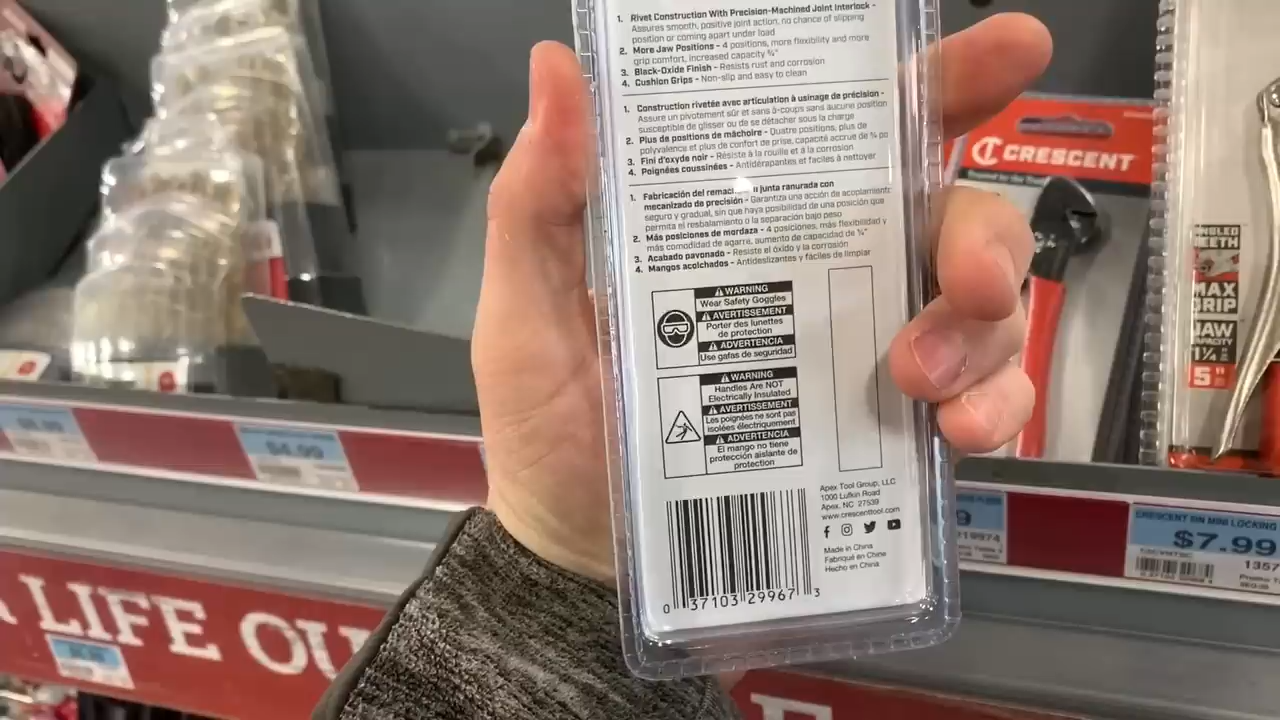 1. Rivet Construction With Precision-Machined Joint Interlock -
Assures smooth, positive joint action, no chance of slipping
position or coming apart under load
2. More Jaw Positions - 4 positions, more flexibility and more
grip comfort, increased capacity ¾"
3. Black-Oxide Finish - Resists rust and corrosion
4. Cushion Grips - Non-slip and easy to clean
1. Construction rivetée avec articulation à usinage de précision -
Assure un pivotement sûr et sans à-coups sans aucune position
susceptible de glisser ou de se détacher sous la charge
2. Plus de positions de mâchoire - Quatre positions, plus de
polyvalence et plus de confort de prise, capacité accrue de ¾ po
3. Fini d'oxyde noir - Résiste à la rouille et à la corrosion
4. Poignées coussinées - Antidérapantes et faciles à nettoyer
1. Fabricación del junta ranurada con
mecanizado de precisión - Garantiza una acción de acoplamiento
seguro y gradual, sin que haya posibilidad de una posición que
permita el resbalamiento o la separación bajo peso
2. Más posiciones de mordaza - 4 posiciones, más flexibilidad y
más comodidad de agarre, aumento de capacidad de ¾"
3. Acabado pavonado - Resiste el óxido y la corrosión
4. Mangos acolchados - Antideslizantes y fáciles de limpiar
WARNING
Wear Safety Goggles
AVERTISSEMENT
Porter des lunettes
de protection
ADVERTENCIA
Use gafas de seguridad
WARNING
Handles Are NOT
Electrically Insulated
AVERTISSEMENT
Les poignées ne sont pas
isolées électriquement
ADVERTENCIA
El mango no tiene
protección aislante de
protection
Apex Tool Group, LLC
1000 Lufkin Road
Apex, NC 27539
www.crescenttool.com
Made in China
Fabriqué en Chine
Hecho en China
0 37103 29967 3
CRESCENT
MAX
GRIP
JAW
CAPACITY
1¼
5"
$4.99
9
CRESCENT 5IN MINI LOCKING
$7.99
1357
LIFE OU